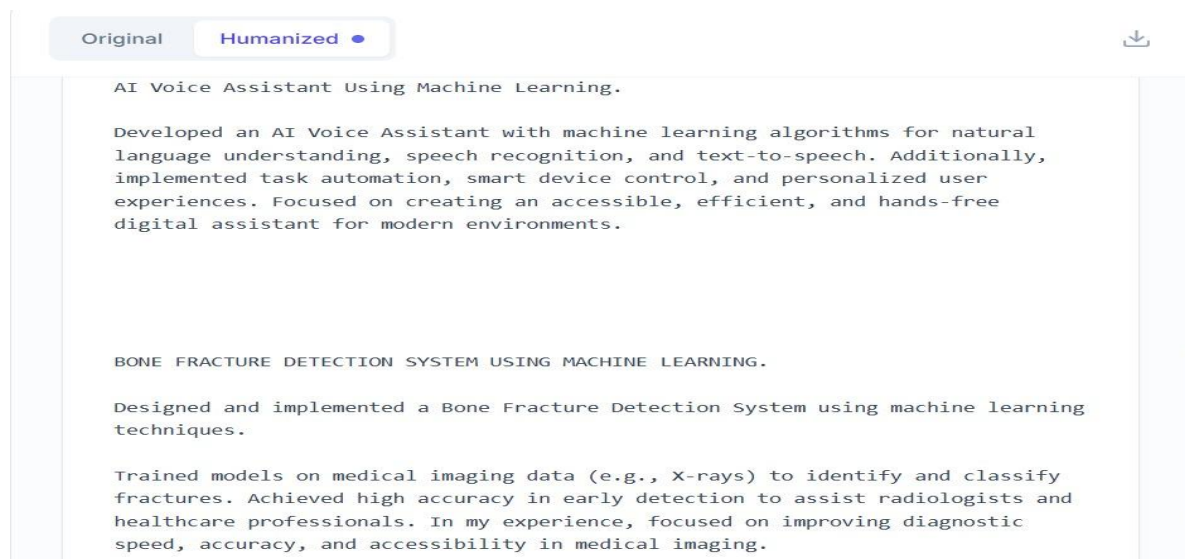 Original
Humanized
AI Voice Assistant Using Machine Learning.
Developed an AI Voice Assistant with machine learning algorithms for natural
language understanding, speech recognition, and text-to-speech. Additionally,
implemented task automation, smart device control, and personalized user
experiences. Focused on creating an accessible, efficient, and hands-free
digital assistant for modern environments.
BONE FRACTURE DETECTION SYSTEM USING MACHINE LEARNING.
Designed and implemented a Bone Fracture Detection System using machine learning
techniques.
Trained models on medical imaging data (e.g., X-rays) to identify and classify
fractures. Achieved high accuracy in early detection to assist radiologists and
healthcare professionals. In my experience, focused on improving diagnostic
speed, accuracy, and accessibility in medical imaging.